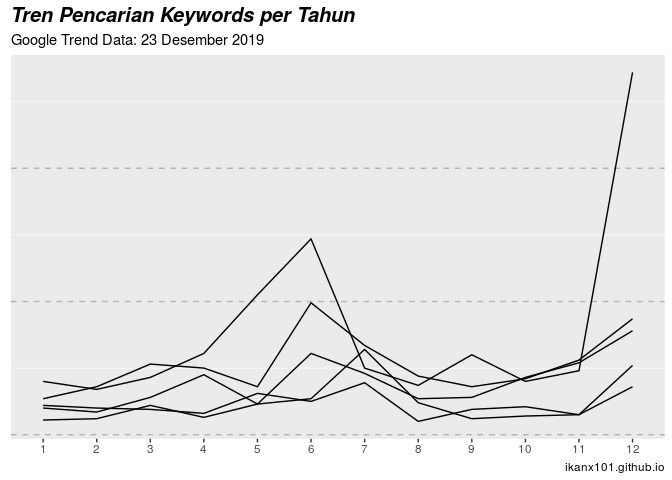 Tren Pencarian Keywords per Tahun
Google Trend Data: 23 Desember 2019
1 2 3 4 5 6 7 8 9 10 11 12
ikanx101.github.io